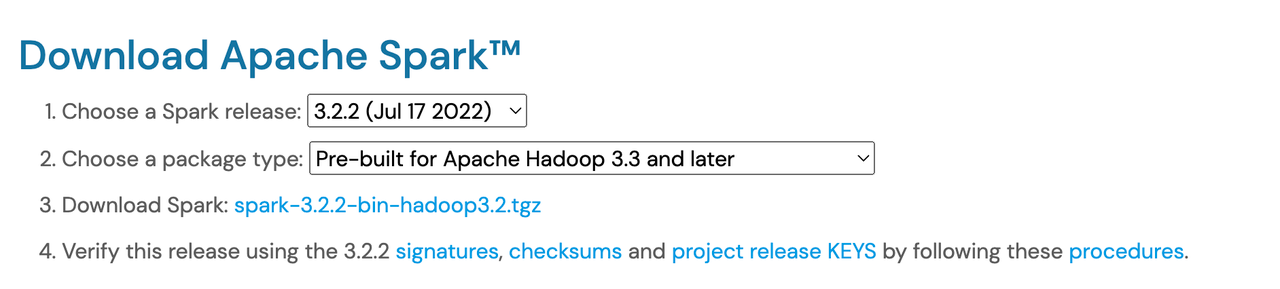 Download Apache Spark™
1. Choose a Spark release: 3.2.2 (Jul 17 2022)
2. Choose a package type: Pre-built for Apache Hadoop 3.3 and later
3. Download Spark: spark-3.2.2-bin-hadoop3.2.tgz
4. Verify this release using the 3.2.2 signatures, checksums and project release KEYS by following these procedures.